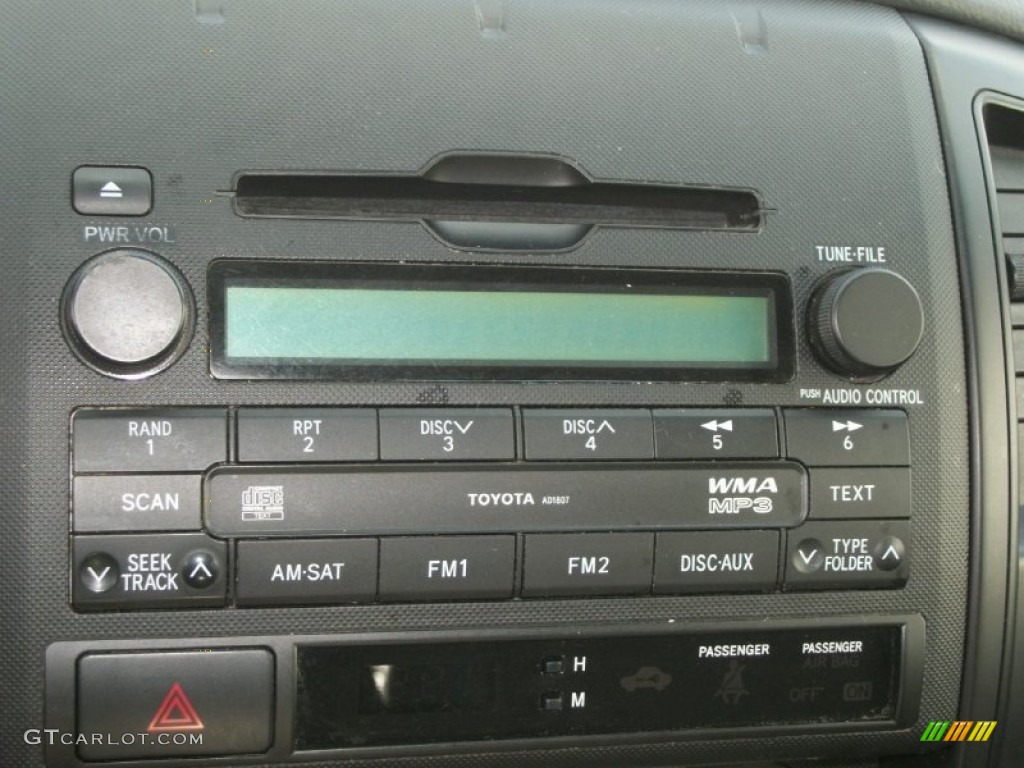 PWR VOL
TUNE·FILE
PUSH AUDIO CONTROL
RAND 1
RPT 2
DISC 3
DISC 4
5
6
SCAN
disc
TEXT
TOYOTA AD1807
WMA
MP3
TEXT
SEEK
TRACK
AM·SAT
FM1
FM2
DISC·AUX
TYPE
FOLDER
H
M
PASSENGER
PASSENGER
AIR BAG
OFF ON
GTCARLOT.COM